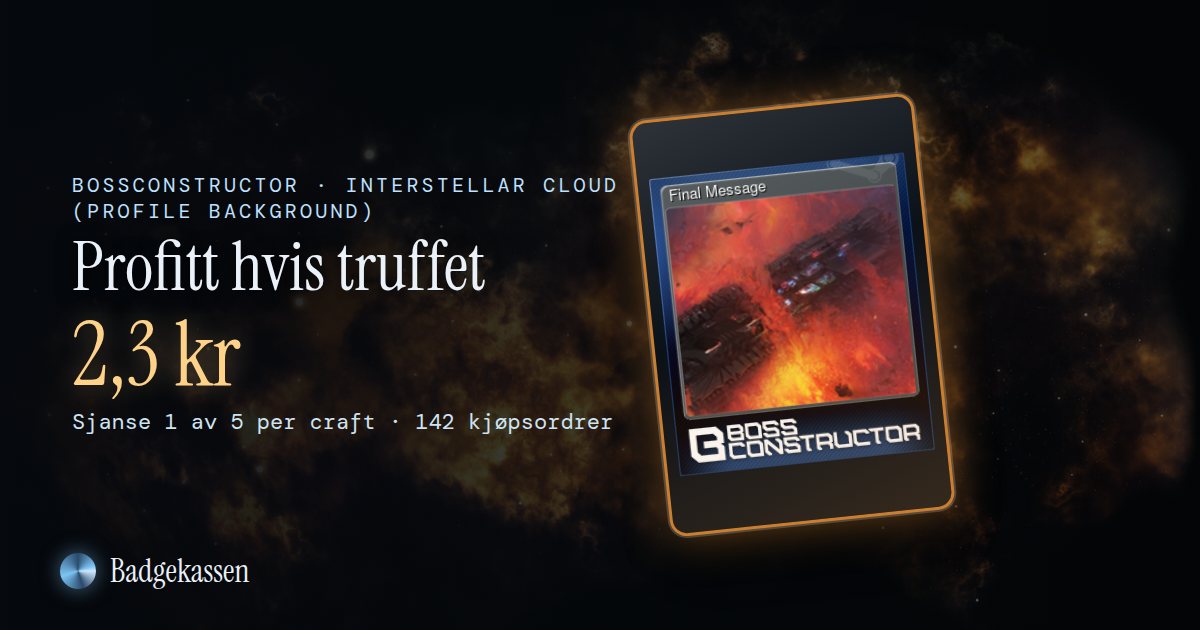 BOSSCONSTRUCTOR · INTERSTELLAR CLOUD
(PROFILE BACKGROUND)
Profitt hvis truffet
2,3 kr
Sjanse 1 av 5 per craft · 142 kjøpsordrer
Badgekassen
Final Message
BOSS
CONSTRUCTOR